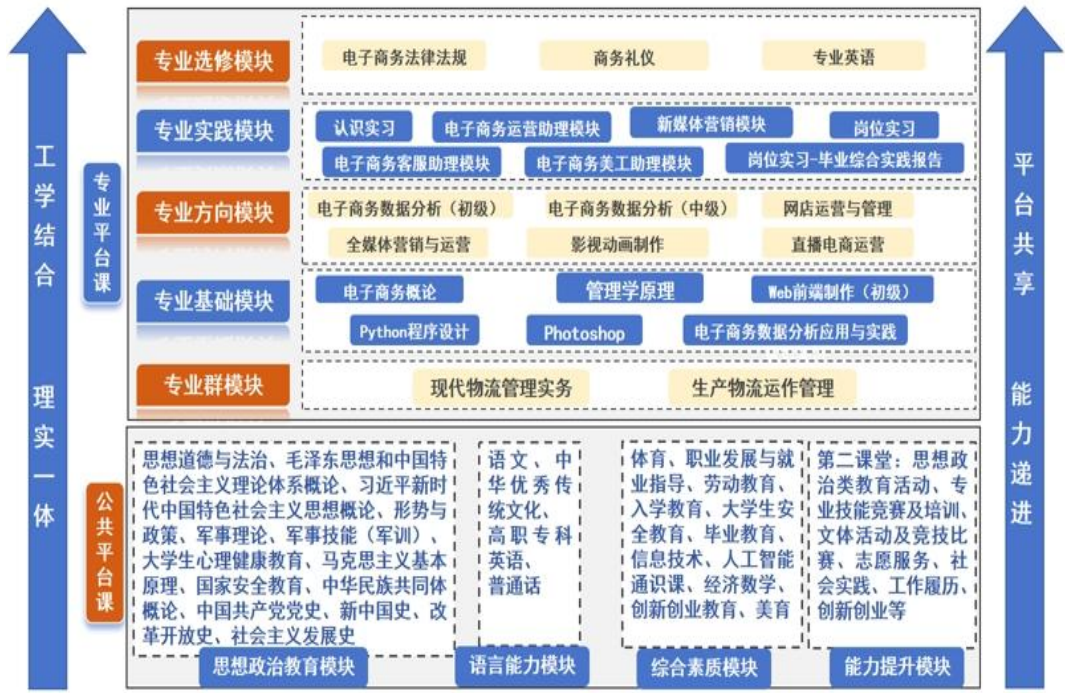 工学结合 理实一体
专业平台课
专业选修模块
电子商务法律法规 商务礼仪 专业英语
专业实践模块
认识实习 电子商务运营助理模块 新媒体营销模块 岗位实习
电子商务客服助理模块 电子商务美工助理模块 岗位实习-毕业综合实践报告
专业方向模块
电子商务数据分析（初级） 电子商务数据分析（中级） 网店运营与管理
全媒体营销与运营 影视动画制作 直播电商运营
专业基础模块
电子商务概论 管理学原理 Web前端制作（初级）
Python程序设计 Photoshop 电子商务数据分析应用与实践
专业群模块
现代物流管理实务 生产物流运作管理
公共平台课
思想道德与法治、毛泽东思想和中国特
色社会主义理论体系概论、习近平新时
代中国特色社会主义思想概论、形势与
政策、军事理论、军事技能（军训）、
大学生心理健康教育、马克思主义基本
原理、国家安全教育、中华民族共同体
概论、中国共产党党史、新中国史、改
革开放史、社会主义发展史
思想政治教育模块
语文、中
华优秀传
统文化、
高职专科
英语、
普通话
语言能力模块
体育、职业发展与就
业指导、劳动教育、
入学教育、大学生安
全教育、毕业教育、
信息技术、人工智能
通识课、经济数学、
创新创业教育、美育
综合素质模块
第二课堂：思想政
治类教育活动、专
业技能竞赛及培训、
文体活动及竞技比
赛、志愿服务、社
会实践、工作履历、
创新创业等
能力提升模块
平台共享 能力递进